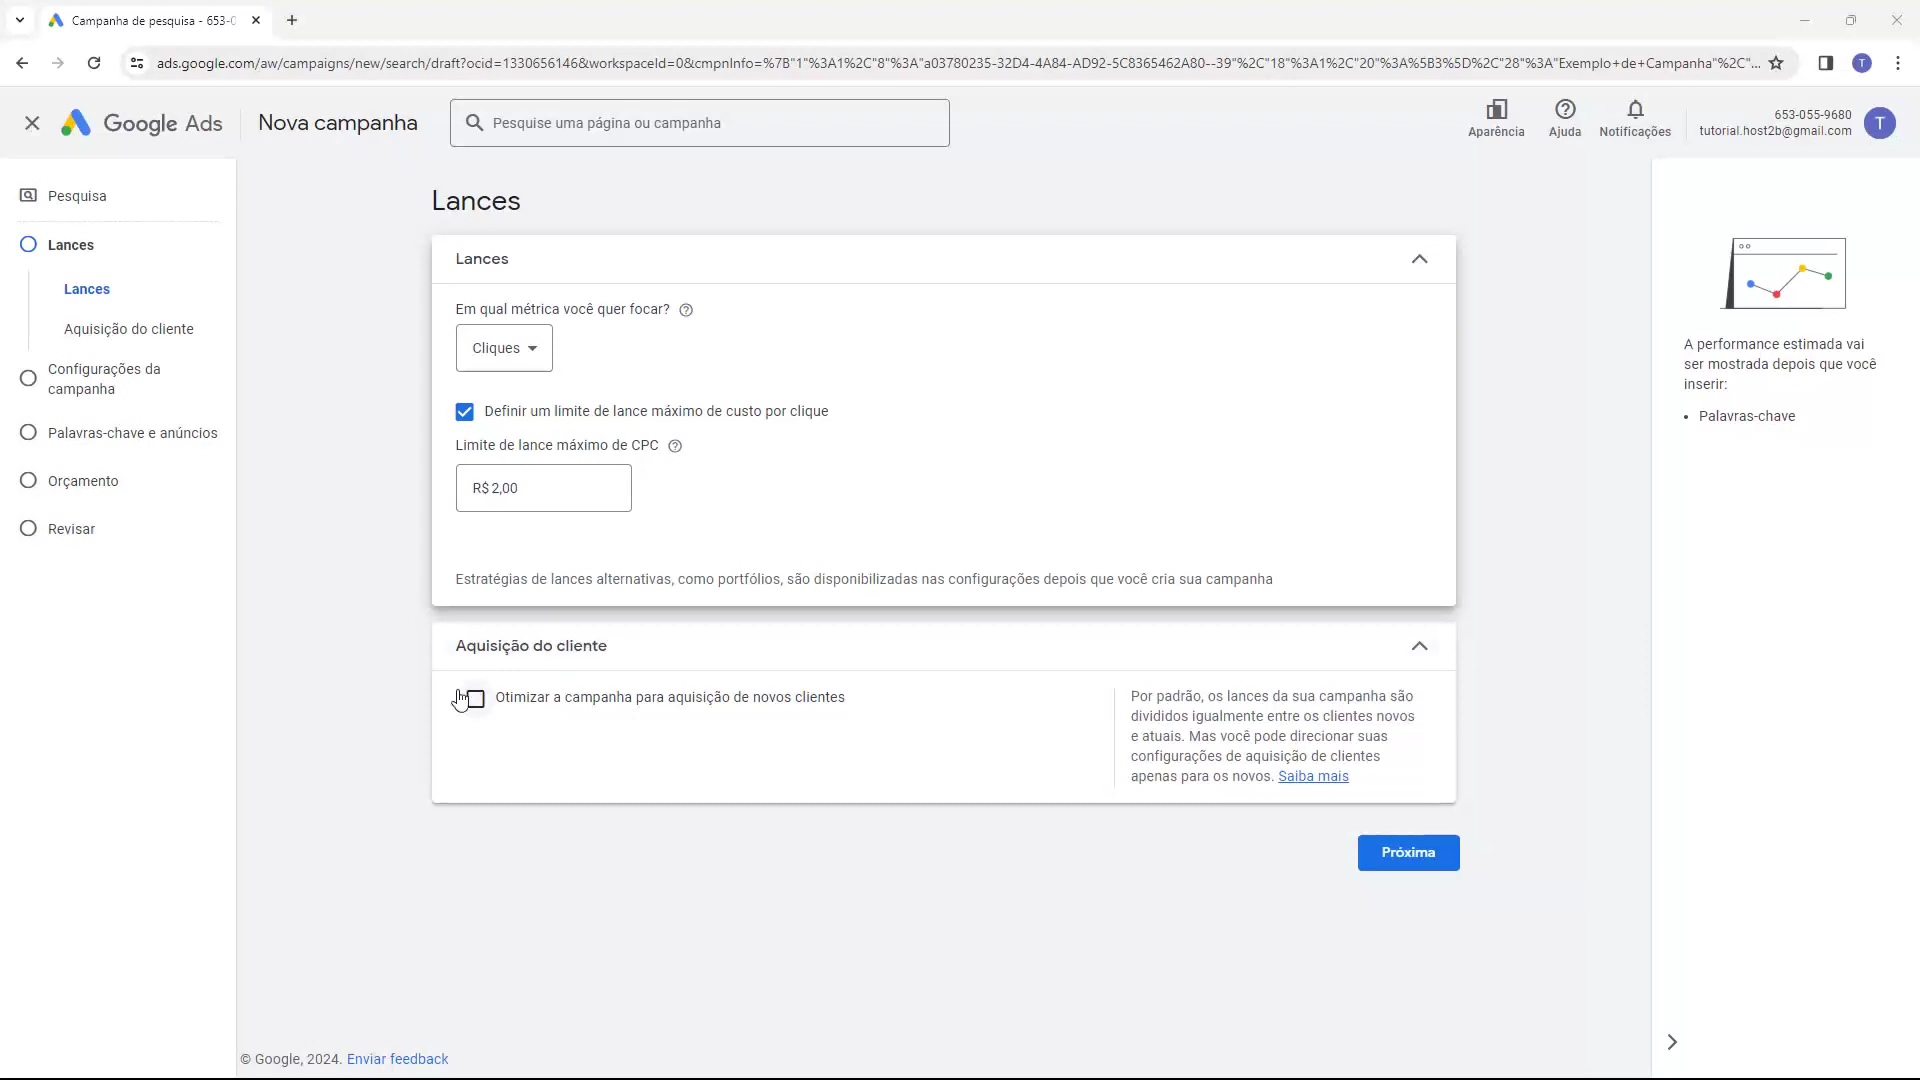 Campanha de pesquisa - 653-0
ads.google.com/aw/campaigns/new/search/draft?ocid=1330656146&workspaceId=0&cmpnInfo=%7B"1"%3A1%2C"8"%3A"a03780235-32D4-4A84-AD92-5C8365462A80--39"%2C"18"%3A1%2C"20"%3A%5B3%5D%2C"28"%3A"Exemplo+de+Campanha"%2C"...
T
Google Ads
Nova campanha
Pesquise uma página ou campanha
Aparência
Ajuda
Notificações
653-055-9680
tutorial.host2b@gmail.com
T
Pesquisa
Lances
Lances
Aquisição do cliente
Configurações da
campanha
Palavras-chave e anúncios
Orçamento
Revisar
Lances
Lances
Em qual métrica você quer focar?
Cliques
Definir um limite de lance máximo de custo por clique
Limite de lance máximo de CPC
R$ 2,00
Estratégias de lances alternativas, como portfólios, são disponibilizadas nas configurações depois que você cria sua campanha
Aquisição do cliente
Otimizar a campanha para aquisição de novos clientes
Por padrão, os lances da sua campanha são
divididos igualmente entre os clientes novos
e atuais. Mas você pode direcionar suas
configurações de aquisição de clientes
apenas para os novos. Saiba mais
Próxima
A performance estimada vai
ser mostrada depois que você
inserir:
• Palavras-chave
© Google, 2024. Enviar feedback